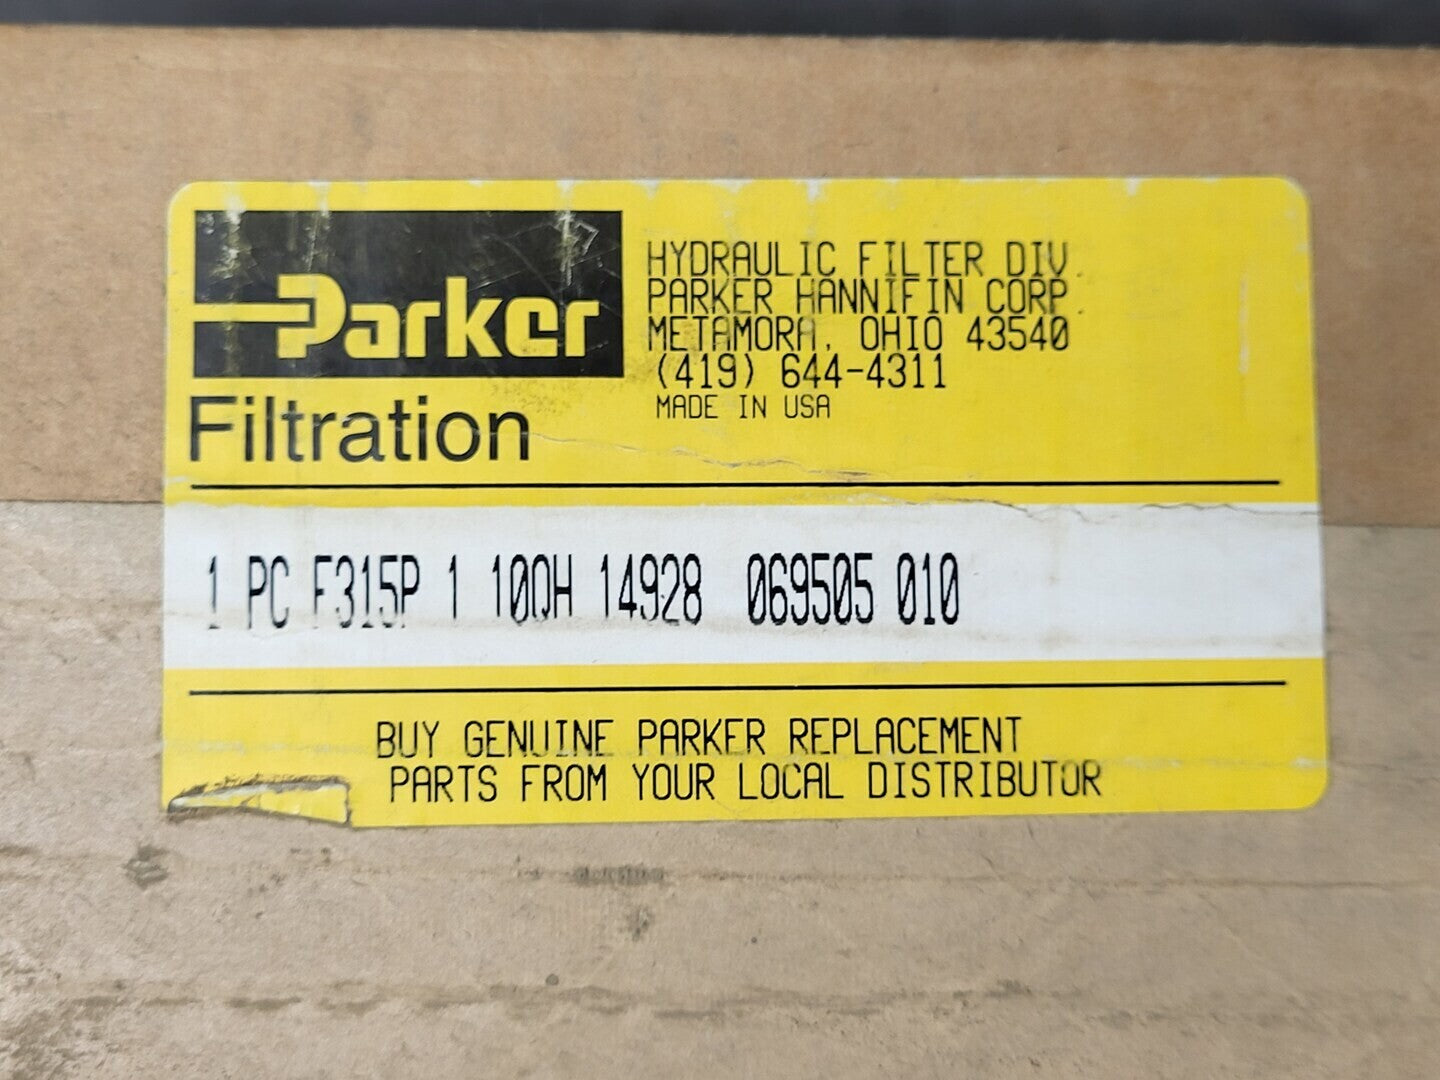 Parker
Filtration
HYDRAULIC FILTER DIV.
PARKER HANNIFIN CORP.
METAMORA, OHIO 43540
(419) 644-4311
MADE IN USA
1 PC F315P 1 10QH 14928 069505 010
BUY GENUINE PARKER REPLACEMENT
PARTS FROM YOUR LOCAL DISTRIBUTOR